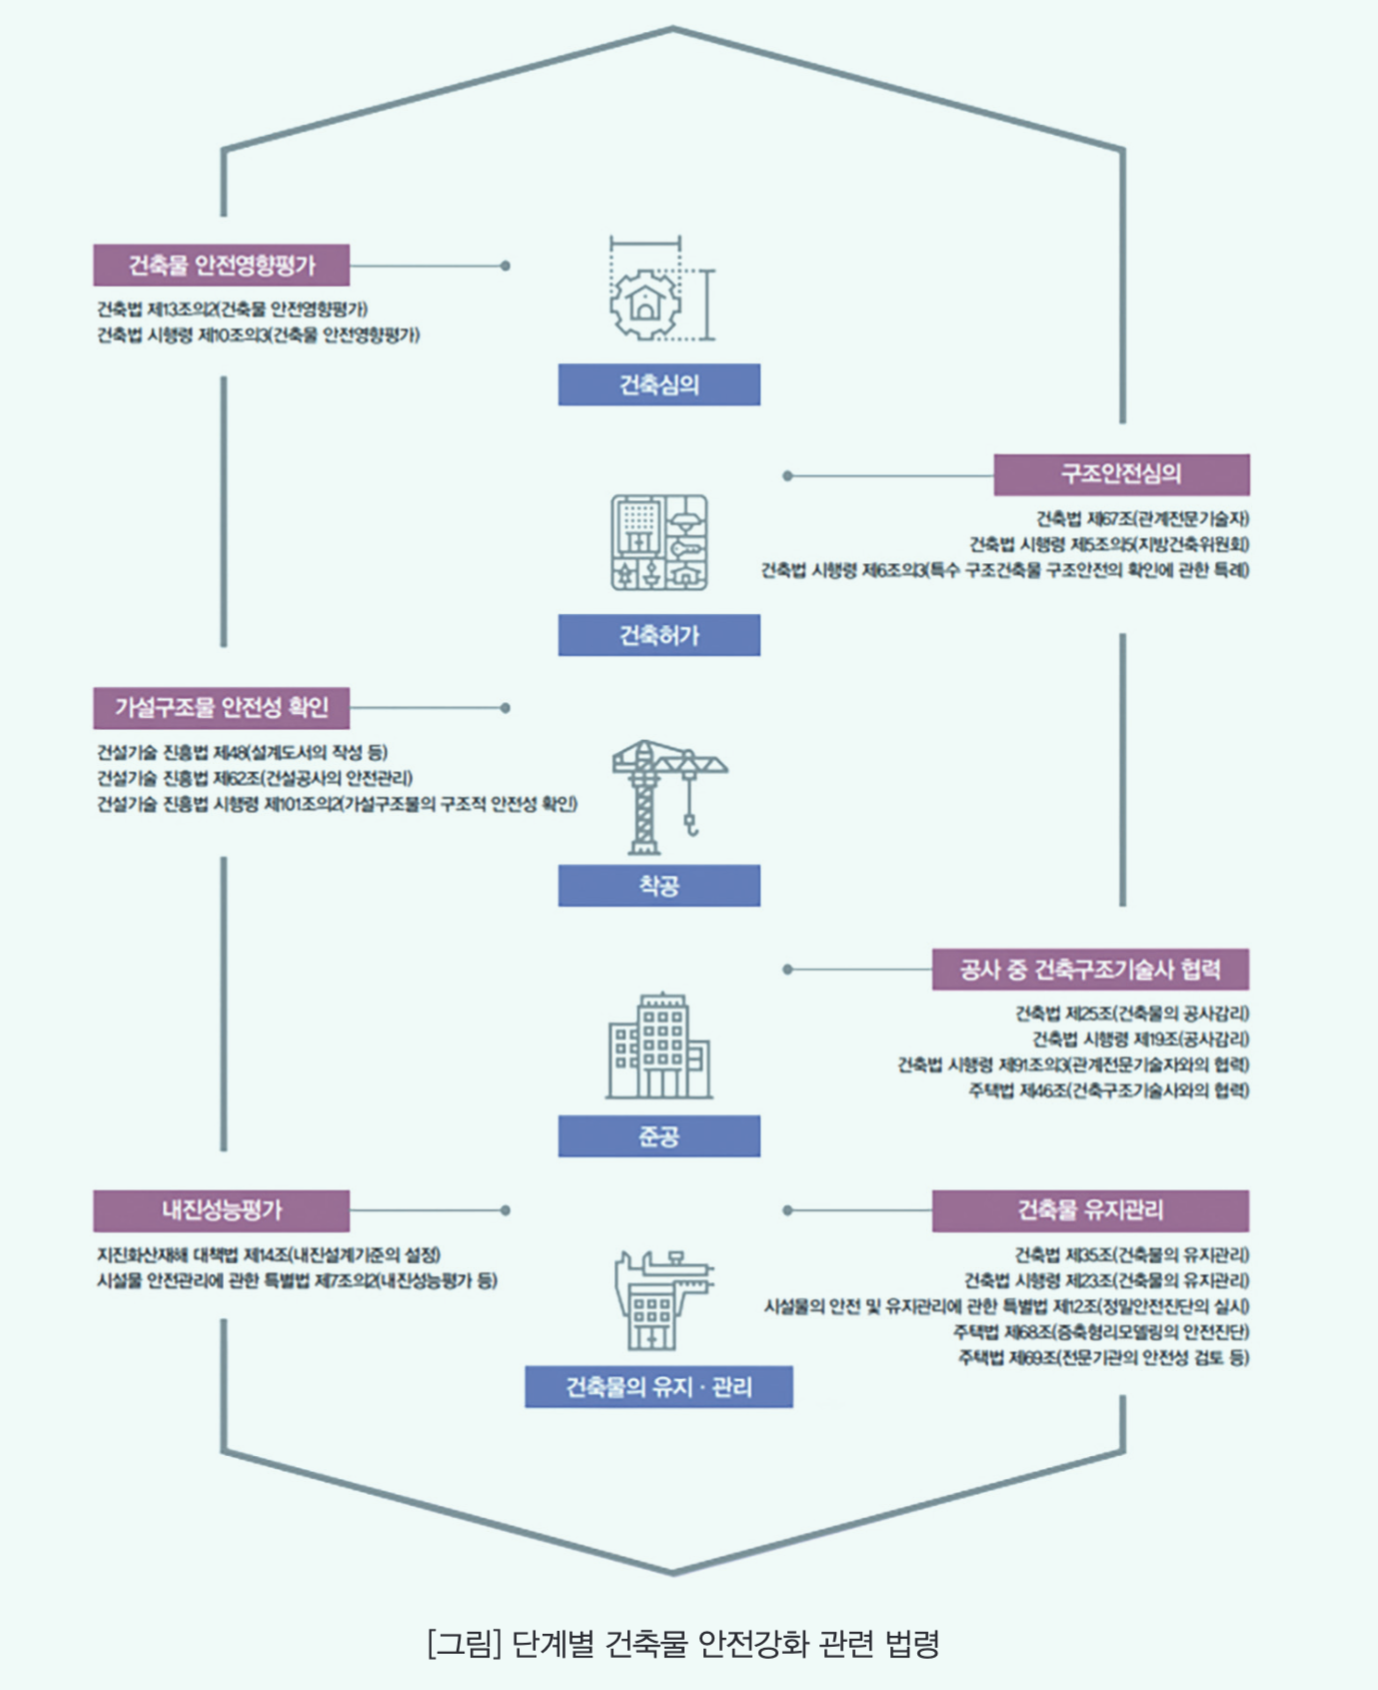 건축물 안전영향평가
건축법 제13조의2(건축물 안전영향평가)
건축법 시행령 제10조의3(건축물 안전영향평가)
건축심의
구조안전심의
건축법 제67조(관계전문기술자)
건축법 시행령 제5조의5(지방건축위원회)
건축법 시행령 제6조의3(특수 구조건축물 구조안전의 확인에 관한 특례)
건축허가
가설구조물 안전성 확인
건설기술 진흥법 제48(설계도서의 작성 등)
건설기술 진흥법 제62조(건설공사의 안전관리)
건설기술 진흥법 시행령 제101조의2(가설구조물의 구조적 안전성 확인)
착공
공사 중 건축구조기술사 협력
건축법 제25조(건축물의 공사감리)
건축법 시행령 제19조(공사감리)
건축법 시행령 제91조의3(관계전문기술자와의 협력)
주택법 제46조(건축구조기술사와의 협력)
준공
내진성능평가
지진화산재해 대책법 제14조(내진설계기준의 설정)
시설물 안전관리에 관한 특별법 제7조의2(내진성능평가 등)
건축물 유지관리
건축법 제35조(건축물의 유지관리)
건축법 시행령 제23조(건축물의 유지관리)
시설물의 안전 및 유지관리에 관한 특별법 제12조(정밀안전진단의 실시)
주택법 제68조(증축형리모델링의 안전진단)
주택법 제69조(전문기관의 안전성 검토 등)
건축물의 유지 · 관리
[그림] 단계별 건축물 안전강화 관련 법령